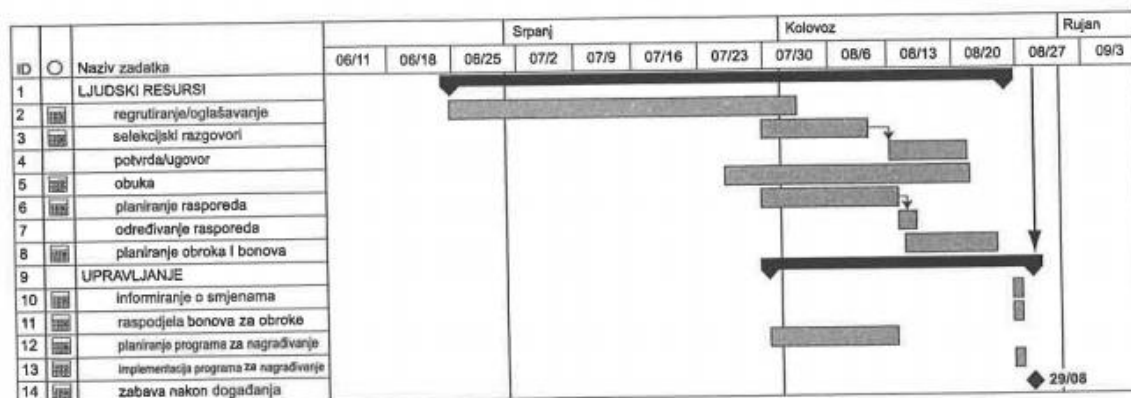 Srpanj Kolovoz Rujan
ID Naziv zadatka 06/11 06/18 06/25 07/2 07/9 07/16 07/23 07/30 08/6 08/13 08/20 08/27 09/3
1 LJUDSKI RESURSI
2 regrutiranje/oglašavanje
3 selekcijski razgovori
4 potvrda/ugovor
5 obuka
6 planiranje rasporeda
7 određivanje rasporeda
8 planiranje obroka I bonova
9 UPRAVLJANJE
10 informiranje o smjenama
11 raspodjela bonova za obroke
12 planiranje programa za nagrađivanje
13 implementacija programa za nagrađivanje
14 zabava nakon događanja 29/08